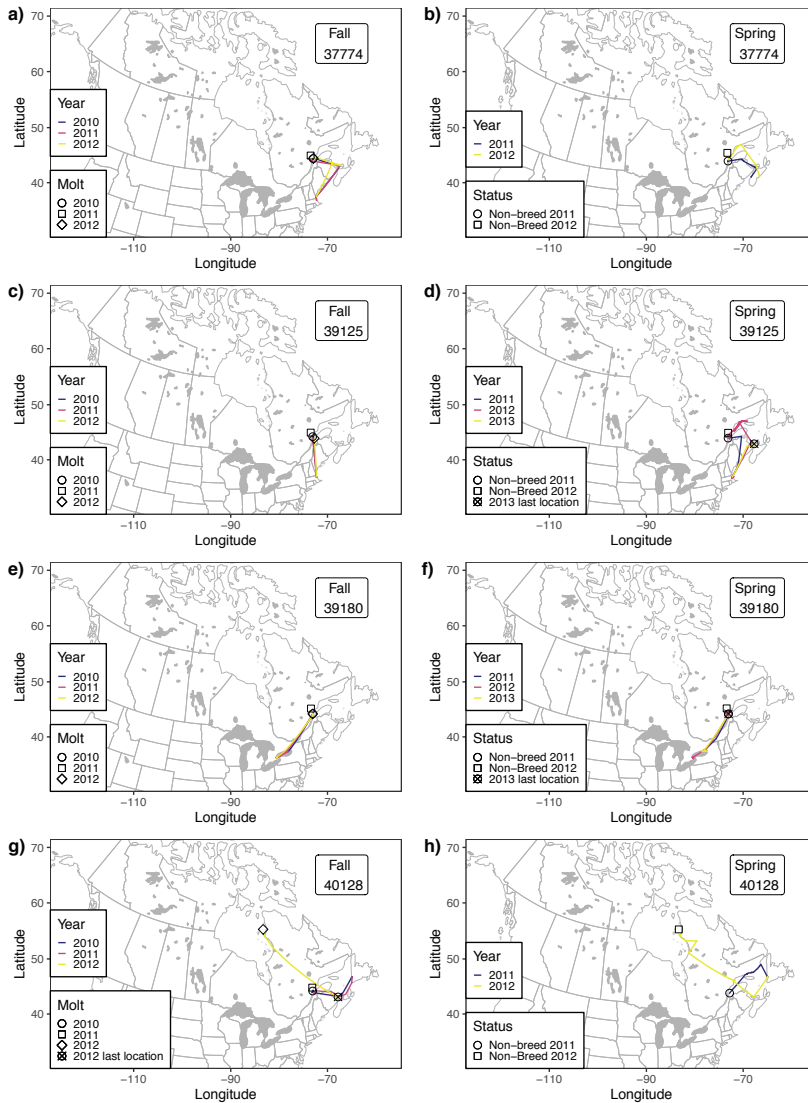 a)
Fall
37774
70
60
50
40
Latitude
Year
2010
2011
2012
Molt
2010
2011
2012
−110
−90
−70
Longitude
b)
Spring
37774
70
60
50
40
Latitude
Year
2011
2012
Status
Non−breed 2011
Non−Breed 2012
−110
−90
−70
Longitude
c)
Fall
39125
70
60
50
40
Latitude
Year
2010
2011
2012
Molt
2010
2011
2012
−110
−90
−70
Longitude
d)
Spring
39125
70
60
50
40
Latitude
Year
2011
2012
2013
Status
Non−Breed 2011
Non−Breed 2012
2013 last location
−110
−90
−70
Longitude
e)
Fall
39180
70
60
50
40
Latitude
Year
2010
2011
2012
Molt
2010
2011
2012
−110
−90
−70
Longitude
f)
Spring
39180
70
60
50
40
Latitude
Year
2011
2012
2013
Status
Non−Breed 2011
Non−Breed 2012
2013 last location
−110
−90
−70
Longitude
g)
Fall
40128
70
60
50
40
Latitude
Year
2010
2011
2012
Molt
2010
2011
2012
2012 last location
−110
−90
−70
Longitude
h)
Spring
40128
70
60
50
40
Latitude
Year
2011
2012
Status
Non−Breed 2011
Non−Breed 2012
−110
−90
−70
Longitude